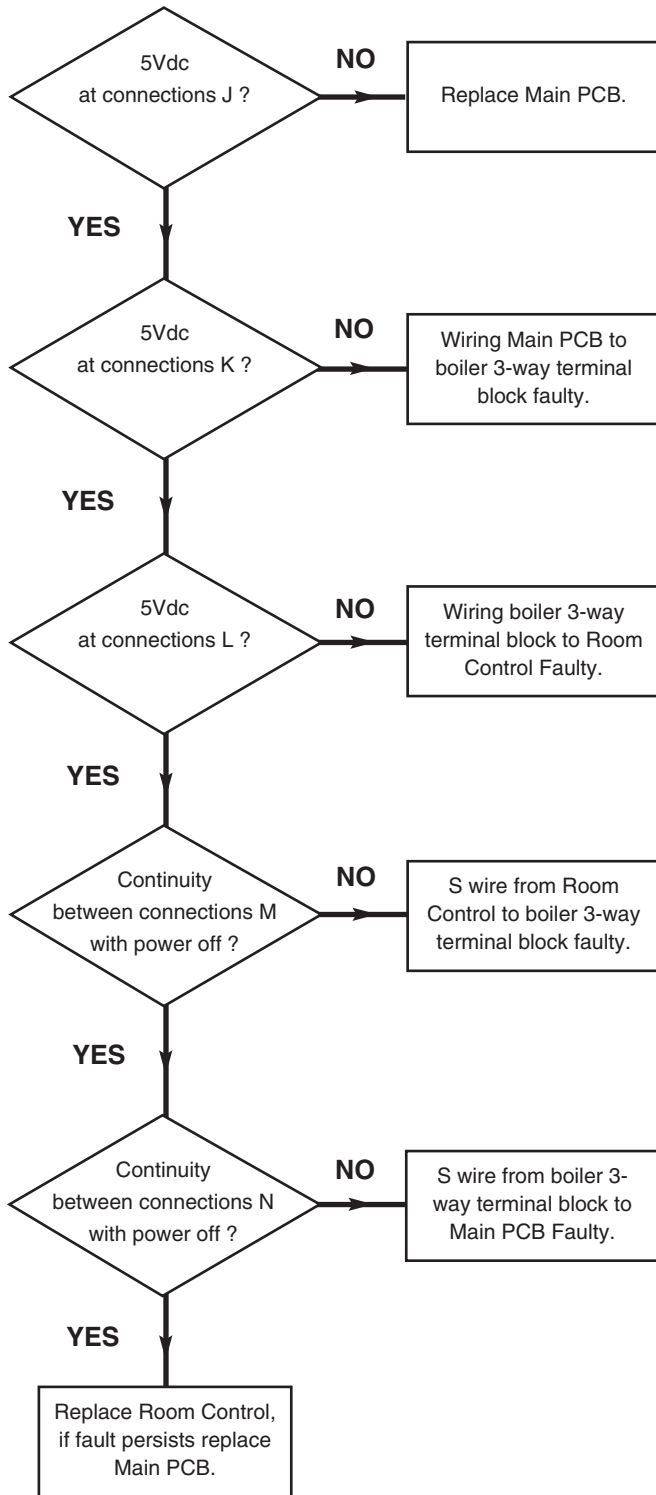 5Vdc
at connections J ?
NO
Replace Main PCB.
YES
5Vdc
at connections K ?
NO
Wiring Main PCB to
boiler 3-way terminal
block faulty.
YES
5Vdc
at connections L ?
NO
Wiring boiler 3-way
terminal block to Room
Control Faulty.
YES
Continuity
between connections M
with power off ?
NO
S wire from Room
Control to boiler 3-way
terminal block faulty.
YES
Continuity
between connections N
with power off ?
NO
S wire from boiler 3-
way terminal block to
Main PCB Faulty.
YES
Replace Room Control,
if fault persists replace
Main PCB.